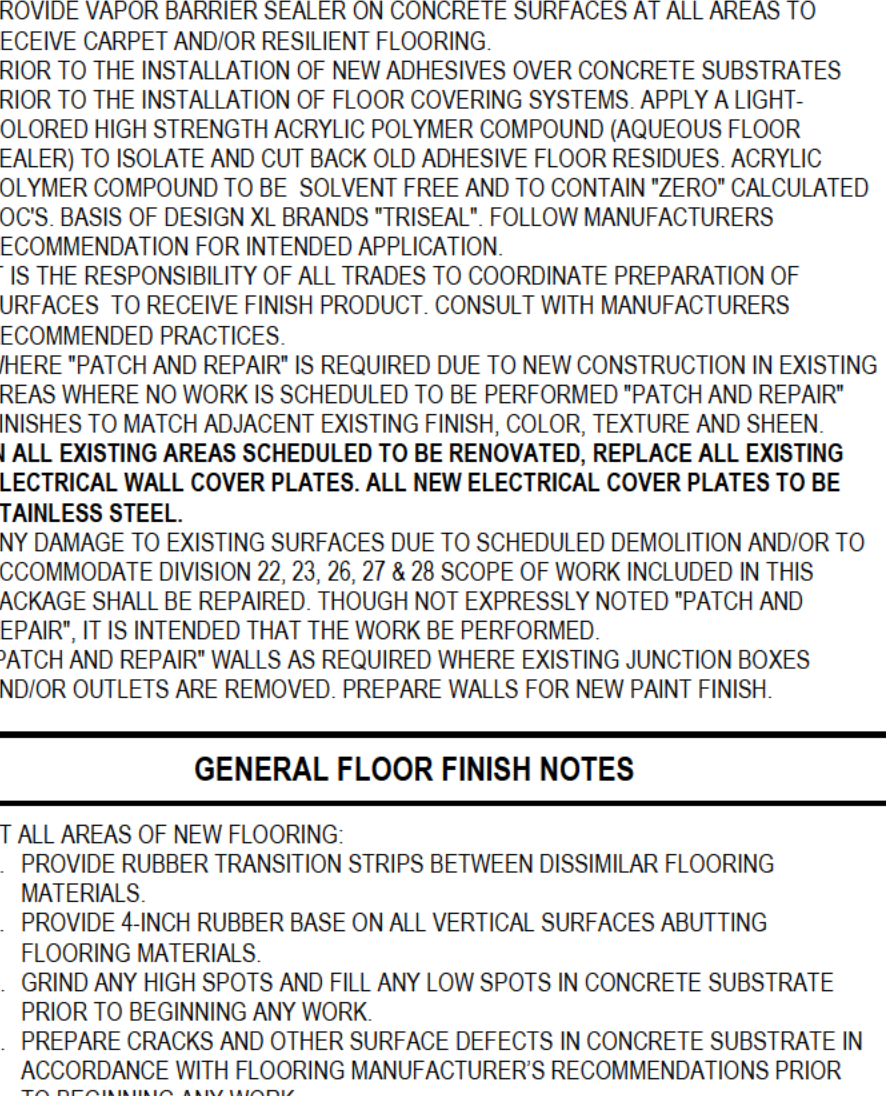 ROVIDE VAPOR BARRIER SEALER ON CONCRETE SURFACES AT ALL AREAS TO
ECEIVE CARPET AND/OR RESILIENT FLOORING.
RIOR TO THE INSTALLATION OF NEW ADHESIVES OVER CONCRETE SUBSTRATES
RIOR TO THE INSTALLATION OF FLOOR COVERING SYSTEMS. APPLY A LIGHT-
OLORED HIGH STRENGTH ACRYLIC POLYMER COMPOUND (AQUEOUS FLOOR
EALER) TO ISOLATE AND CUT BACK OLD ADHESIVE FLOOR RESIDUES. ACRYLIC
OLYMER COMPOUND TO BE SOLVENT FREE AND TO CONTAIN "ZERO" CALCULATED
OC'S. BASIS OF DESIGN XL BRANDS "TRISEAL". FOLLOW MANUFACTURERS
ECOMMENDATION FOR INTENDED APPLICATION.
T IS THE RESPONSIBILITY OF ALL TRADES TO COORDINATE PREPARATION OF
URFACES TO RECEIVE FINISH PRODUCT. CONSULT WITH MANUFACTURERS
ECOMMENDED PRACTICES.
WHERE "PATCH AND REPAIR" IS REQUIRED DUE TO NEW CONSTRUCTION IN EXISTING
REAS WHERE NO WORK IS SCHEDULED TO BE PERFORMED "PATCH AND REPAIR"
INISHES TO MATCH ADJACENT EXISTING FINISH, COLOR, TEXTURE AND SHEEN.
N ALL EXISTING AREAS SCHEDULED TO BE RENOVATED, REPLACE ALL EXISTING
LECTRICAL WALL COVER PLATES. ALL NEW ELECTRICAL COVER PLATES TO BE
TAINLESS STEEL.
NY DAMAGE TO EXISTING SURFACES DUE TO SCHEDULED DEMOLITION AND/OR TO
CCOMMODATE DIVISION 22, 23, 26, 27 & 28 SCOPE OF WORK INCLUDED IN THIS
ACKAGE SHALL BE REPAIRED. THOUGH NOT EXPRESSLY NOTED "PATCH AND
EPAIR", IT IS INTENDED THAT THE WORK BE PERFORMED.
PATCH AND REPAIR" WALLS AS REQUIRED WHERE EXISTING JUNCTION BOXES
ND/OR OUTLETS ARE REMOVED. PREPARE WALLS FOR NEW PAINT FINISH.
GENERAL FLOOR FINISH NOTES
T ALL AREAS OF NEW FLOORING:
. PROVIDE RUBBER TRANSITION STRIPS BETWEEN DISSIMILAR FLOORING
MATERIALS.
. PROVIDE 4-INCH RUBBER BASE ON ALL VERTICAL SURFACES ABUTTING
FLOORING MATERIALS.
. GRIND ANY HIGH SPOTS AND FILL ANY LOW SPOTS IN CONCRETE SUBSTRATE
PRIOR TO BEGINNING ANY WORK.
. PREPARE CRACKS AND OTHER SURFACE DEFECTS IN CONCRETE SUBSTRATE IN
ACCORDANCE WITH FLOORING MANUFACTURER'S RECOMMENDATIONS PRIOR
TO BEGINNING ANY WORK.